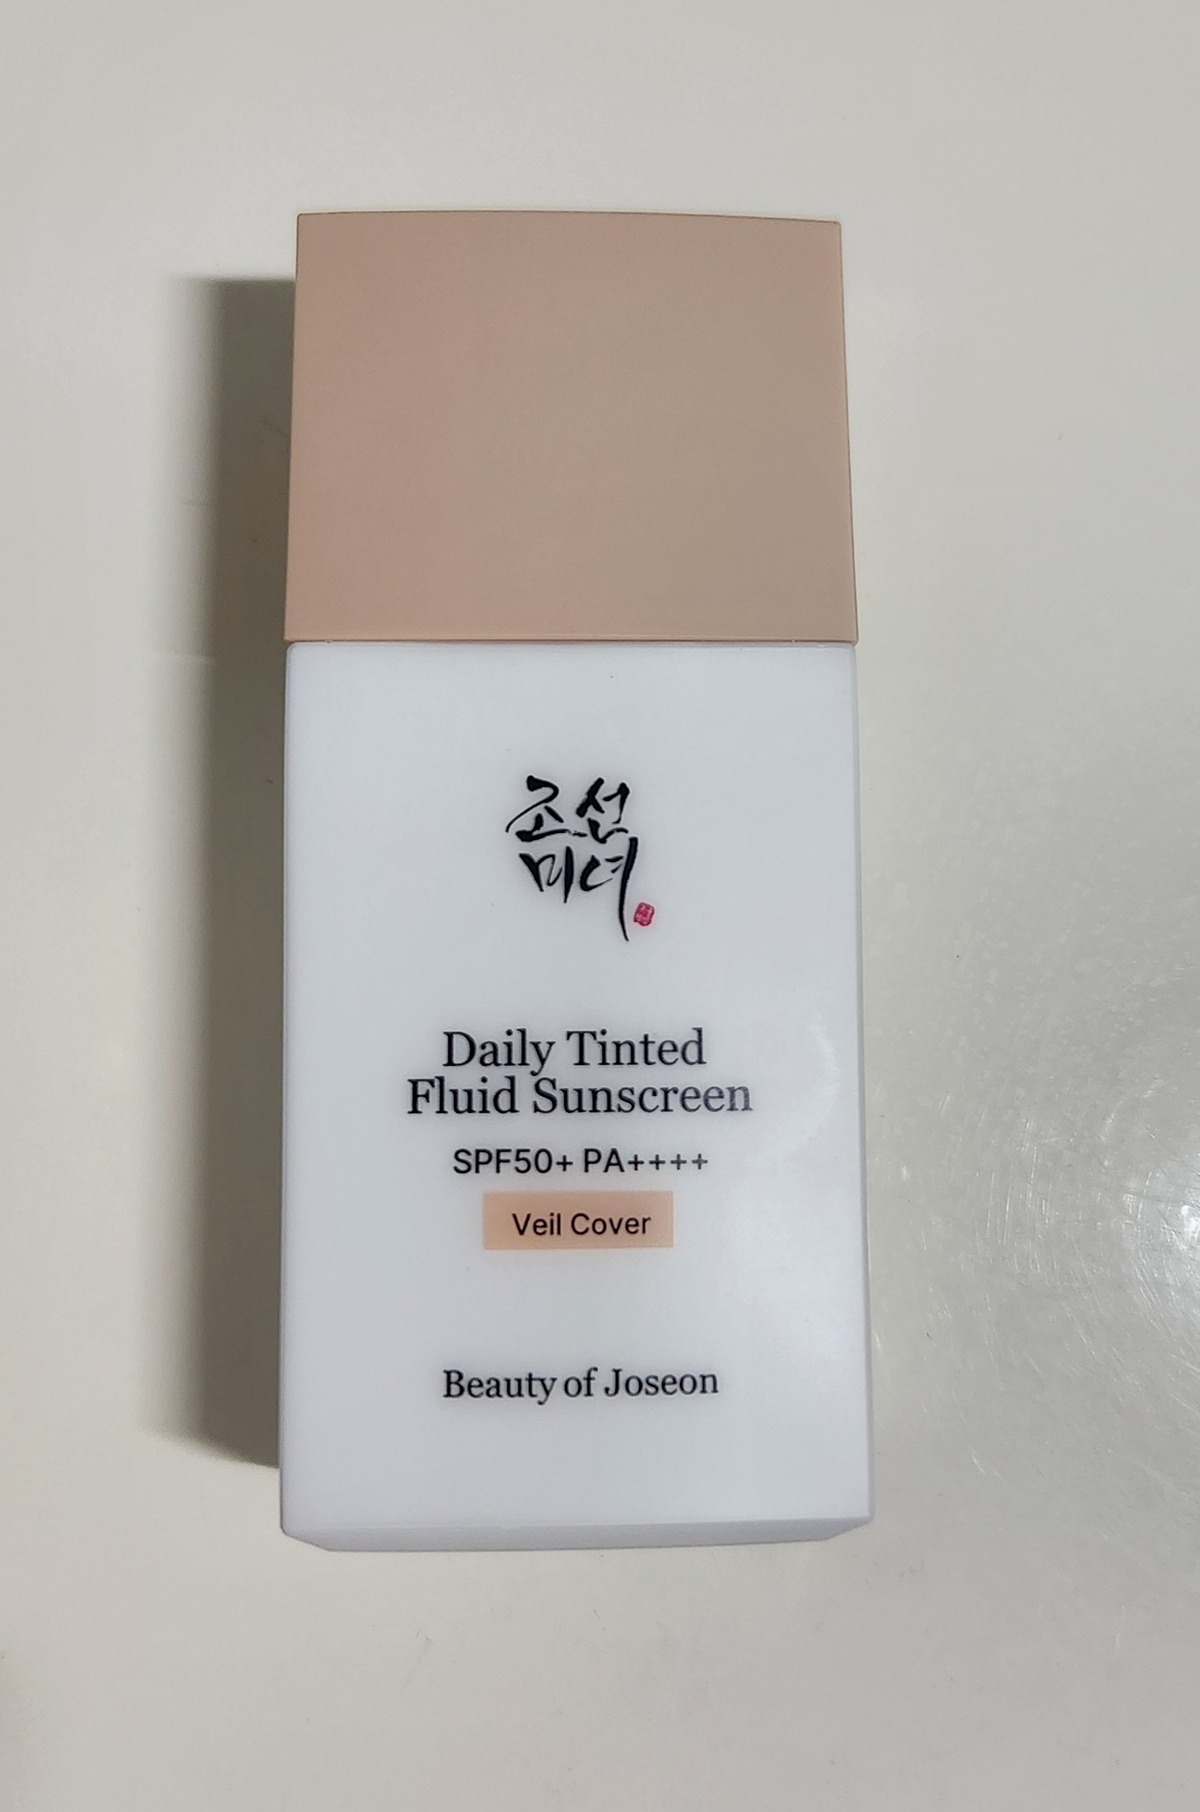 조선
미녀
Daily Tinted
Fluid Sunscreen
SPF50+ PA++++
Veil Cover
Beauty of Joseon